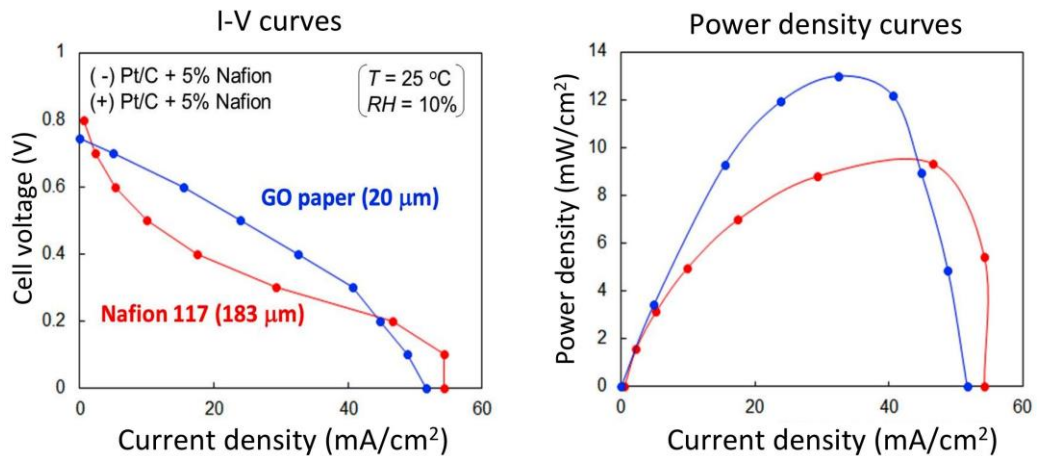 I-V curves
Cell voltage (V)
1
0.8
0.6
0.4
0.2
0
(-) Pt/C + 5% Nafion
(+) Pt/C + 5% Nafion
T = 25 °C
RH = 10%
GO paper (20 μm)
Nafion 117 (183 μm)
0 20 40 60
Current density (mA/cm²)
Power density curves
Power density (mW/cm²)
14
12
10
8
6
4
2
0
0 20 40 60
Current density (mA/cm²)